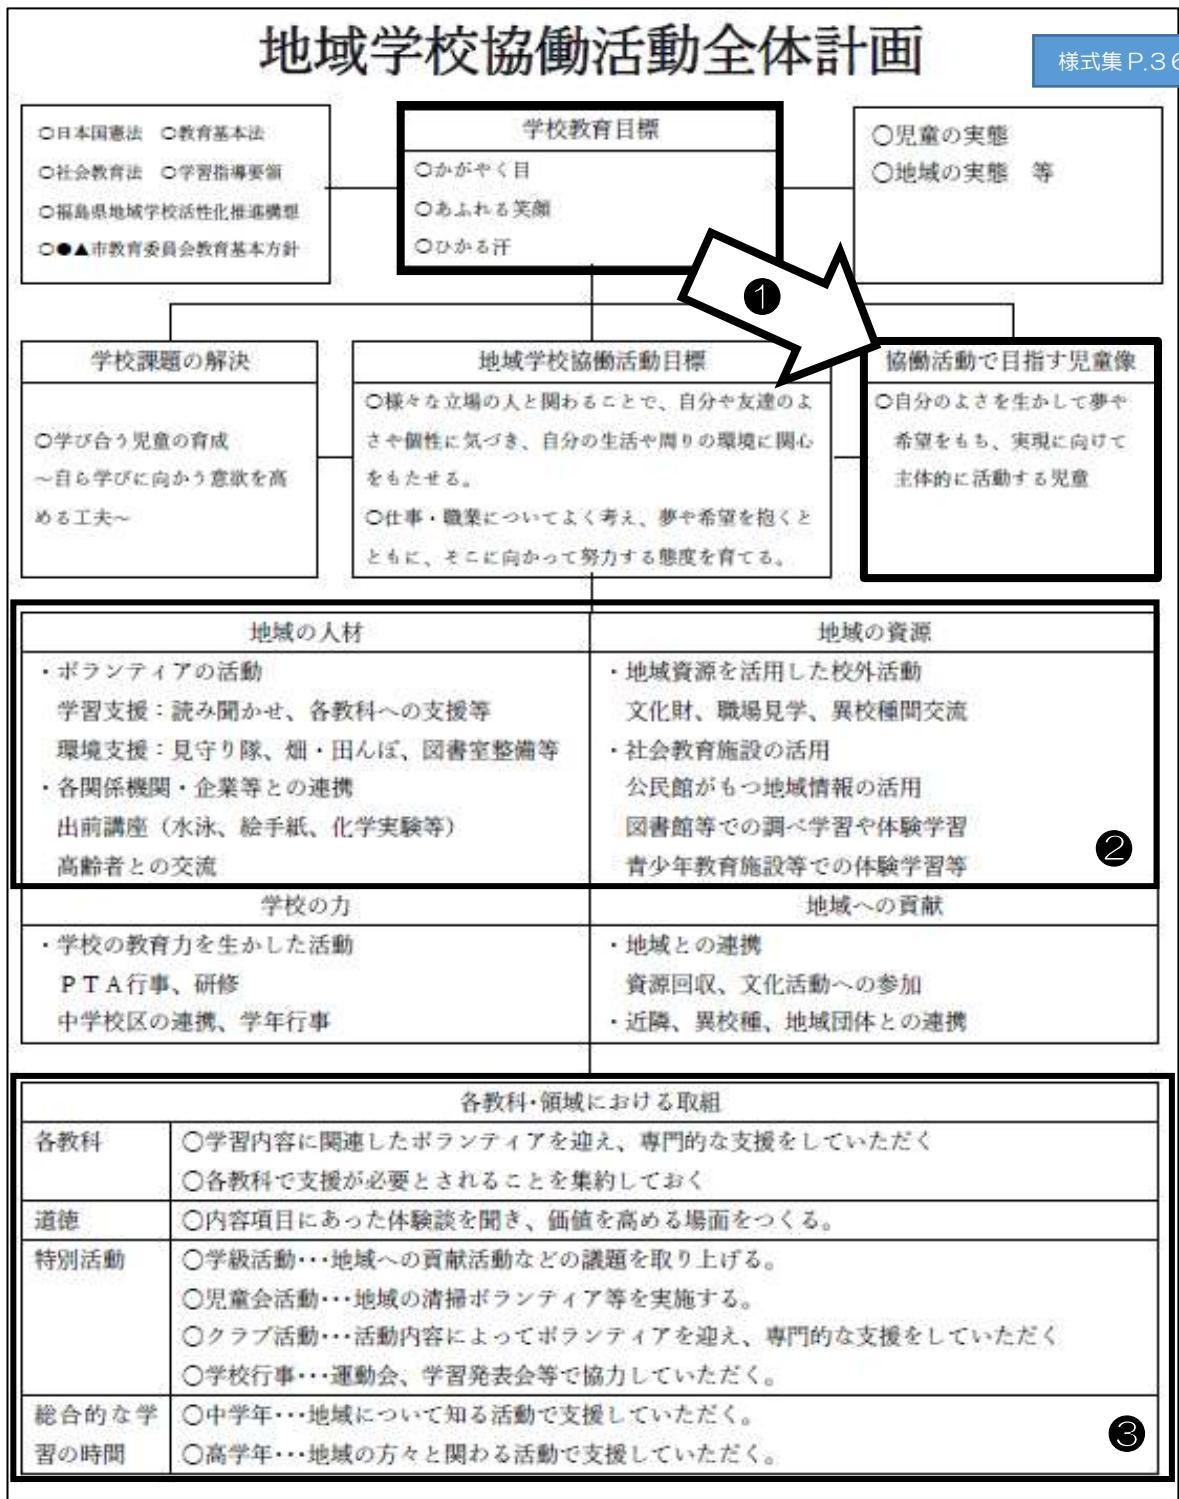 地域学校協働活動全体計画
様式集P.36
○日本国憲法　○教育基本法
○社会教育法　○学習指導要領
○福島県地域学校活性化推進構想
○●▲市教育委員会教育基本方針
学校教育目標
○かがやく目
○あふれる笑顔
○ひかる汗
○児童の実態
○地域の実態　等
❶
学校課題の解決
○学び合う児童の育成
～自ら学びに向かう意欲を高
める工夫～
地域学校協働活動目標
○様々な立場の人と関わることで、自分や友達のよ
さや個性に気づき、自分の生活や周りの環境に関心
をもたせる。
○仕事・職業についてよく考え、夢や希望を抱くと
ともに、そこに向かって努力する態度を育てる。
協働活動で目指す児童像
○自分のよさを生かして夢や
希望をもち、実現に向けて
主体的に活動する児童
地域の人材
・ボランティアの活動
学習支援：読み聞かせ、各教科への支援等
環境支援：見守り隊、畑・田んぼ、図書室整備等
・各関係機関・企業等との連携
出前講座（水泳、絵手紙、化学実験等）
高齢者との交流
地域の資源
・地域資源を活用した校外活動
文化財、職場見学、異校種間交流
・社会教育施設の活用
公民館がもつ地域情報の活用
図書館等での調べ学習や体験学習
青少年教育施設等での体験学習等
❷
学校の力
・学校の教育力を生かした活動
ＰＴＡ行事、研修
中学校区の連携、学年行事
地域への貢献
・地域との連携
資源回収、文化活動への参加
・近隣、異校種、地域団体との連携
各教科・領域における取組
各教科
○学習内容に関連したボランティアを迎え、専門的な支援をしていただく
○各教科で支援が必要とされることを集約しておく
道徳
○内容項目にあった体験談を聞き、価値を高める場面をつくる。
特別活動
○学級活動･･･地域への貢献活動などの議題を取り上げる。
○児童会活動･･･地域の清掃ボランティア等を実施する。
○クラブ活動･･･活動内容によってボランティアを迎え、専門的な支援をしていただく
○学校行事･･･運動会、学習発表会等で協力していただく。
総合的な学
習の時間
○中学年･･･地域について知る活動で支援していただく。
○高学年･･･地域の方々と関わる活動で支援していただく。
❸